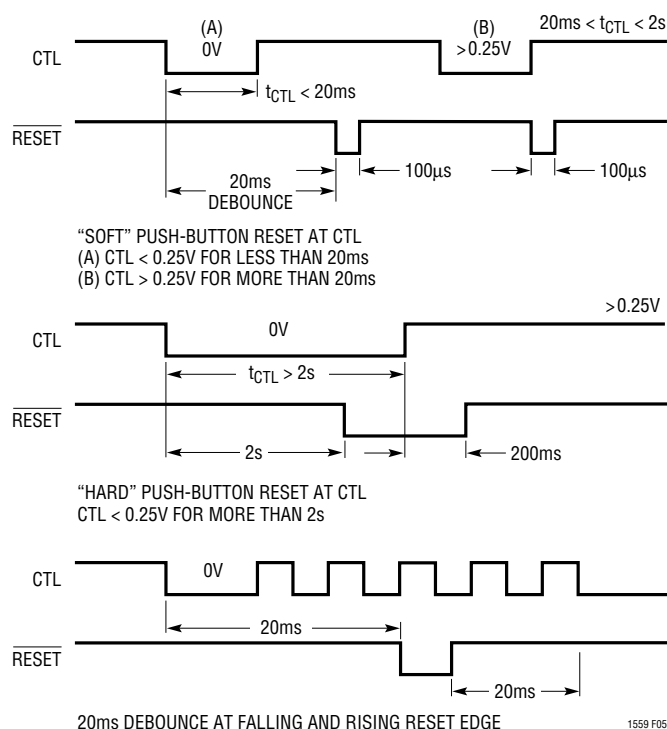 (A)
0V
(B)
>0.25V
20ms < tCTL < 2s
CTL
tCTL < 20ms
RESET
100µs
100µs
20ms
DEBOUNCE
“SOFT” PUSH-BUTTON RESET AT CTL
(A) CTL < 0.25V FOR LESS THAN 20ms
(B) CTL > 0.25V FOR MORE THAN 20ms
>0.25V
0V
CTL
tCTL > 2s
RESET
2s
200ms
“HARD” PUSH-BUTTON RESET AT CTL
CTL < 0.25V FOR MORE THAN 2s
CTL
0V
20ms
RESET
20ms
20ms DEBOUNCE AT FALLING AND RISING RESET EDGE
1559 F05